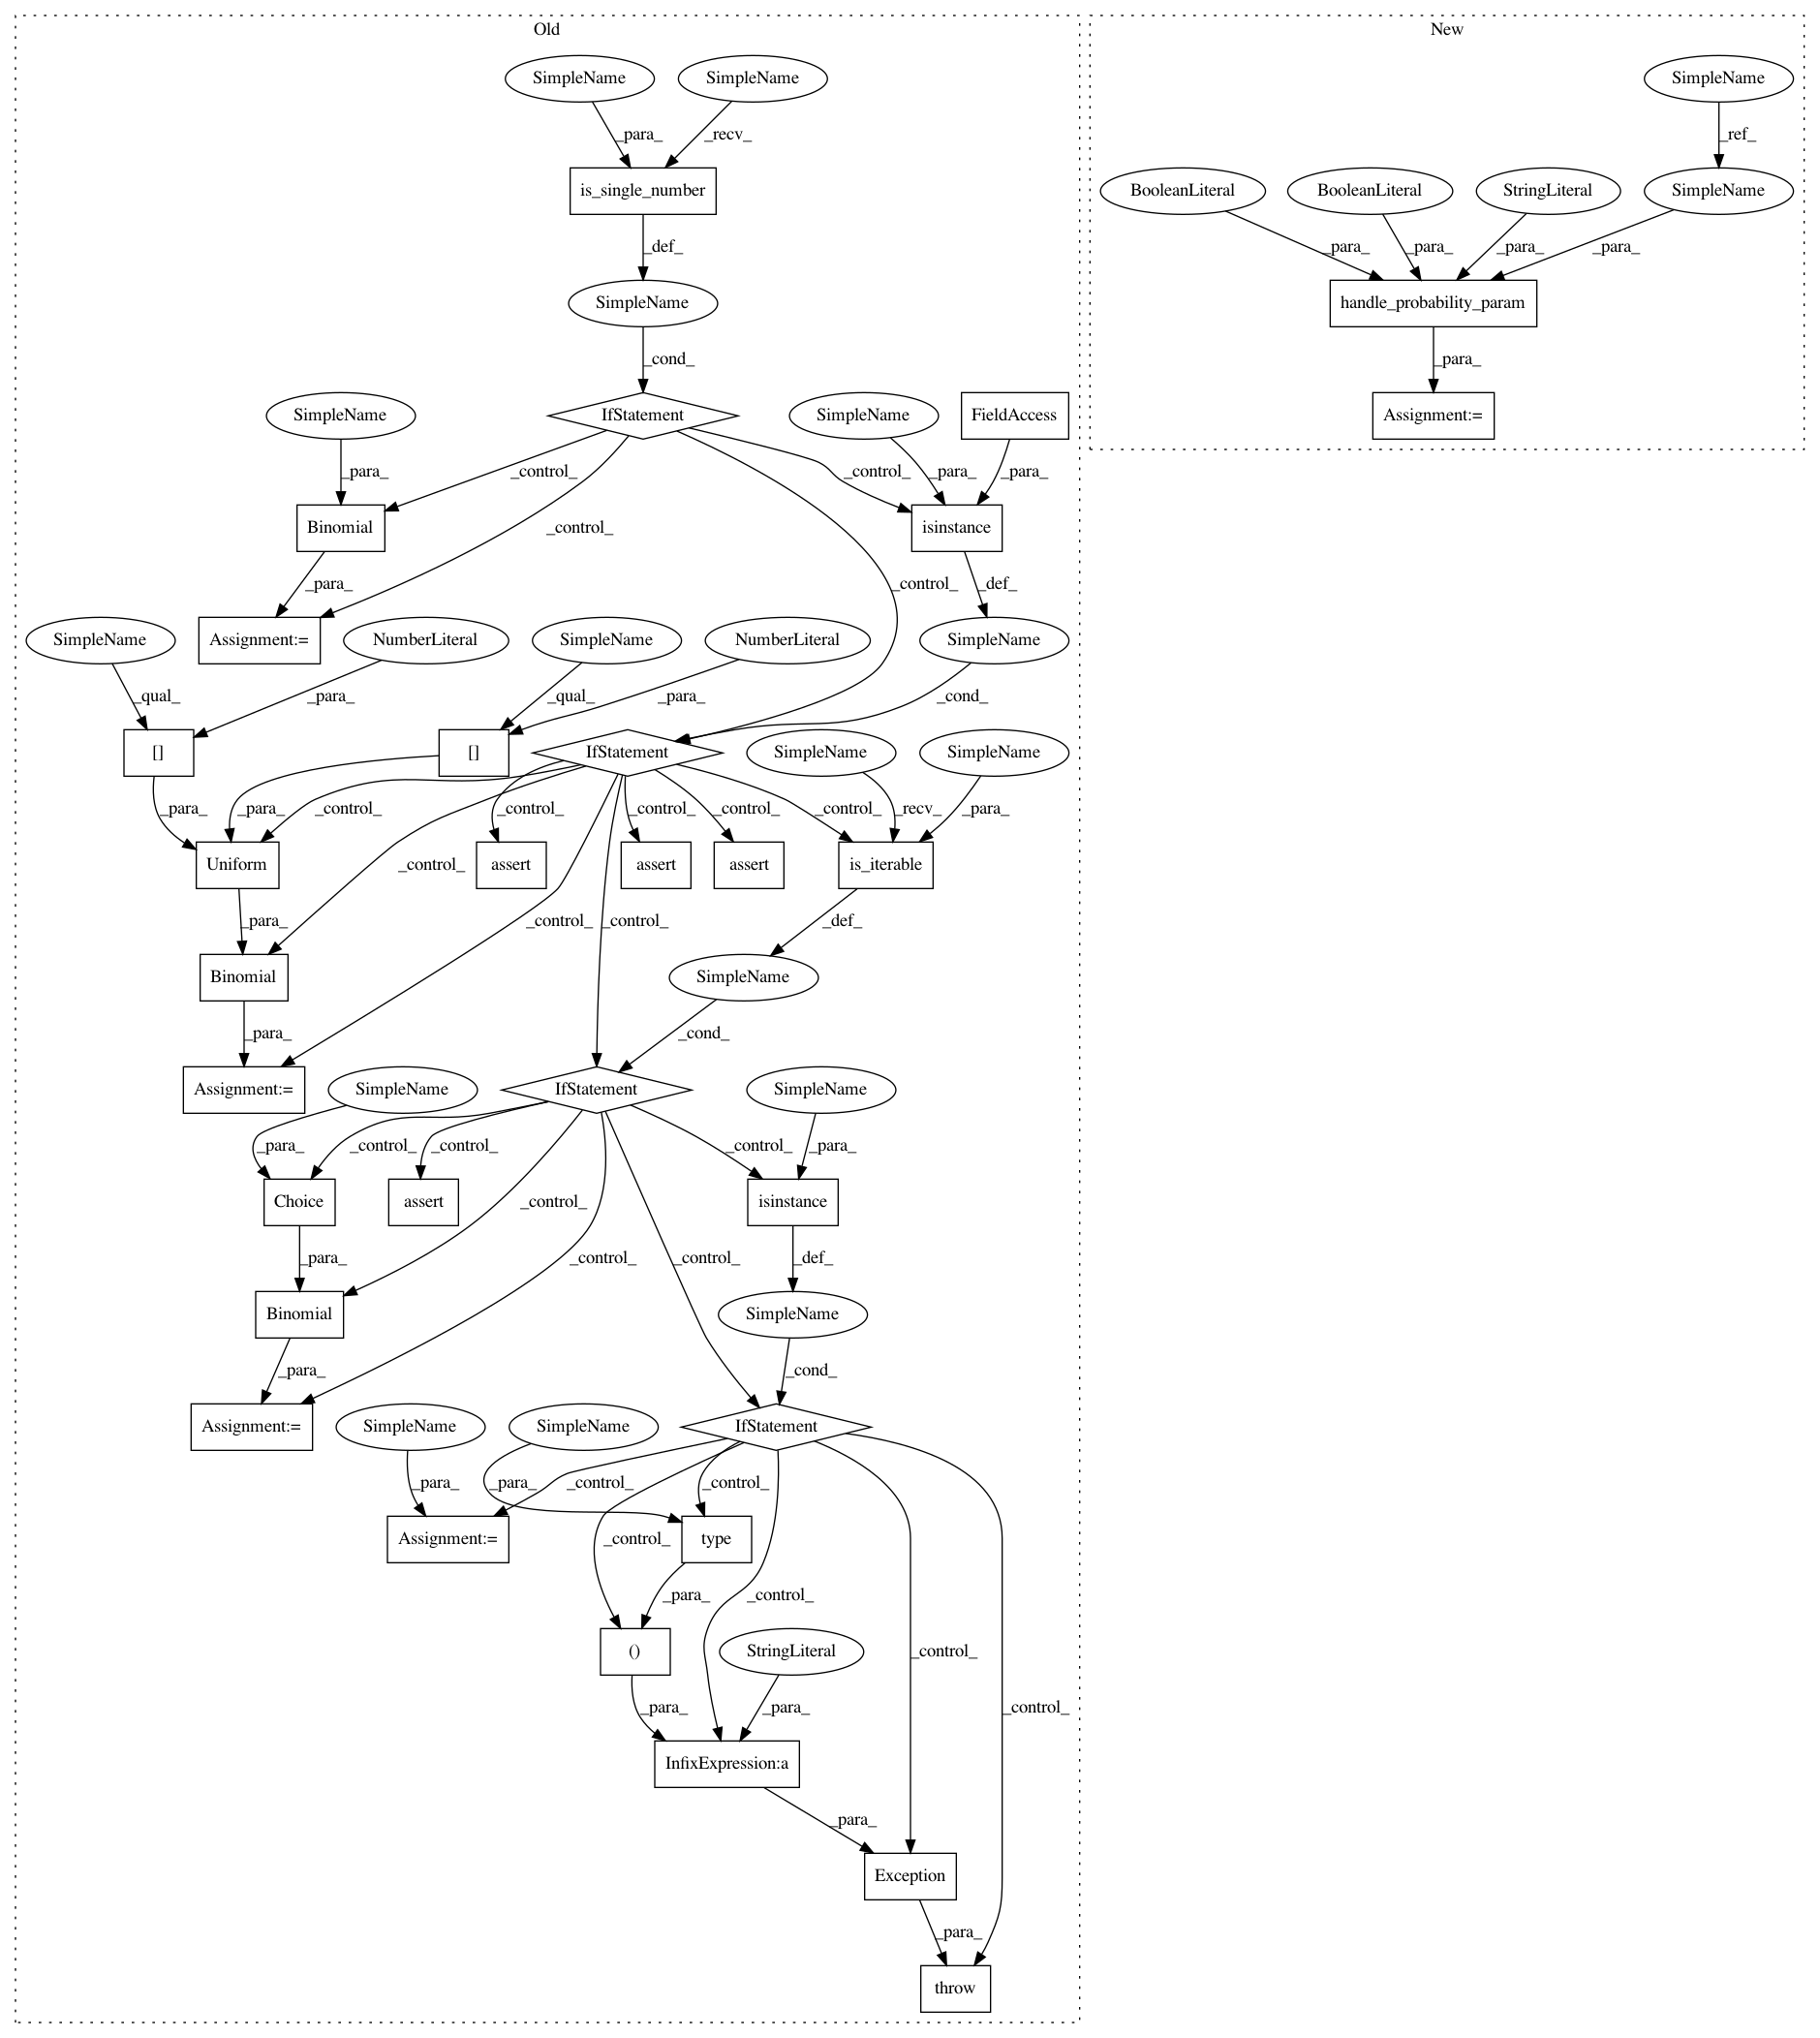 Old
New
SimpleName
SimpleName
SimpleName
_para_
_recv_
_ref_
is_single_number
BooleanLiteral
BooleanLiteral
StringLiteral
SimpleName
_def_
_para_
_para_
_para_
_para_
SimpleName
handle_probability_param
_cond_
_para_
SimpleName
IfStatement
SimpleName
FieldAccess
Assignment:=
_para_
_control_
_control_
_para_
_para_
Binomial
_control_
isinstance
_para_
_control_
_def_
SimpleName
Assignment:=
NumberLiteral
SimpleName
NumberLiteral
SimpleName
_qual_
_para_
_qual_
_para_
_cond_
[]
[]
IfStatement
SimpleName
SimpleName
_para_
_para_
_control_
_control_
_control_
_control_
_control_
_recv_
_para_
Uniform
_control_
assert
assert
assert
is_iterable
_para_
_control_
_control_
_def_
Binomial
SimpleName
_para_
_cond_
Assignment:=
SimpleName
IfStatement
SimpleName
_para_
_control_
_control_
_control_
_para_
Choice
assert
_control_
isinstance
_para_
_control_
_control_
_def_
Binomial
SimpleName
_para_
_cond_
Assignment:=
SimpleName
SimpleName
IfStatement
_para_
_para_
_control_
_control_
Assignment:=
type
_control_
_para_
_control_
()
StringLiteral
_control_
_para_
_para_
_control_
InfixExpression:a
_para_
Exception
_para_
throw